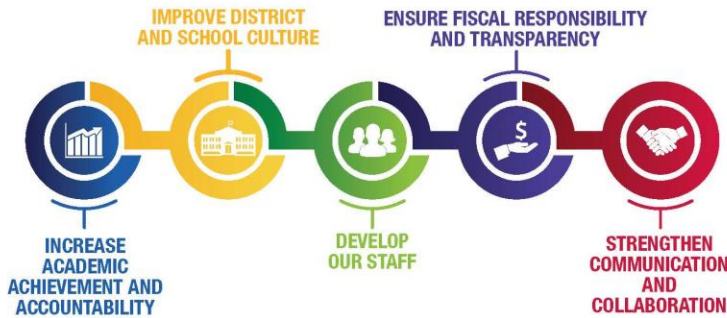 IMPROVE DISTRICT
AND SCHOOL CULTURE
ENSURE FISCAL RESPONSIBILITY
AND TRANSPARENCY
$
INCREASE
ACADEMIC
ACHIEVEMENT AND
ACCOUNTABILITY
DEVELOP
OUR STAFF
STRENGTHEN
COMMUNICATION
AND
COLLABORATION